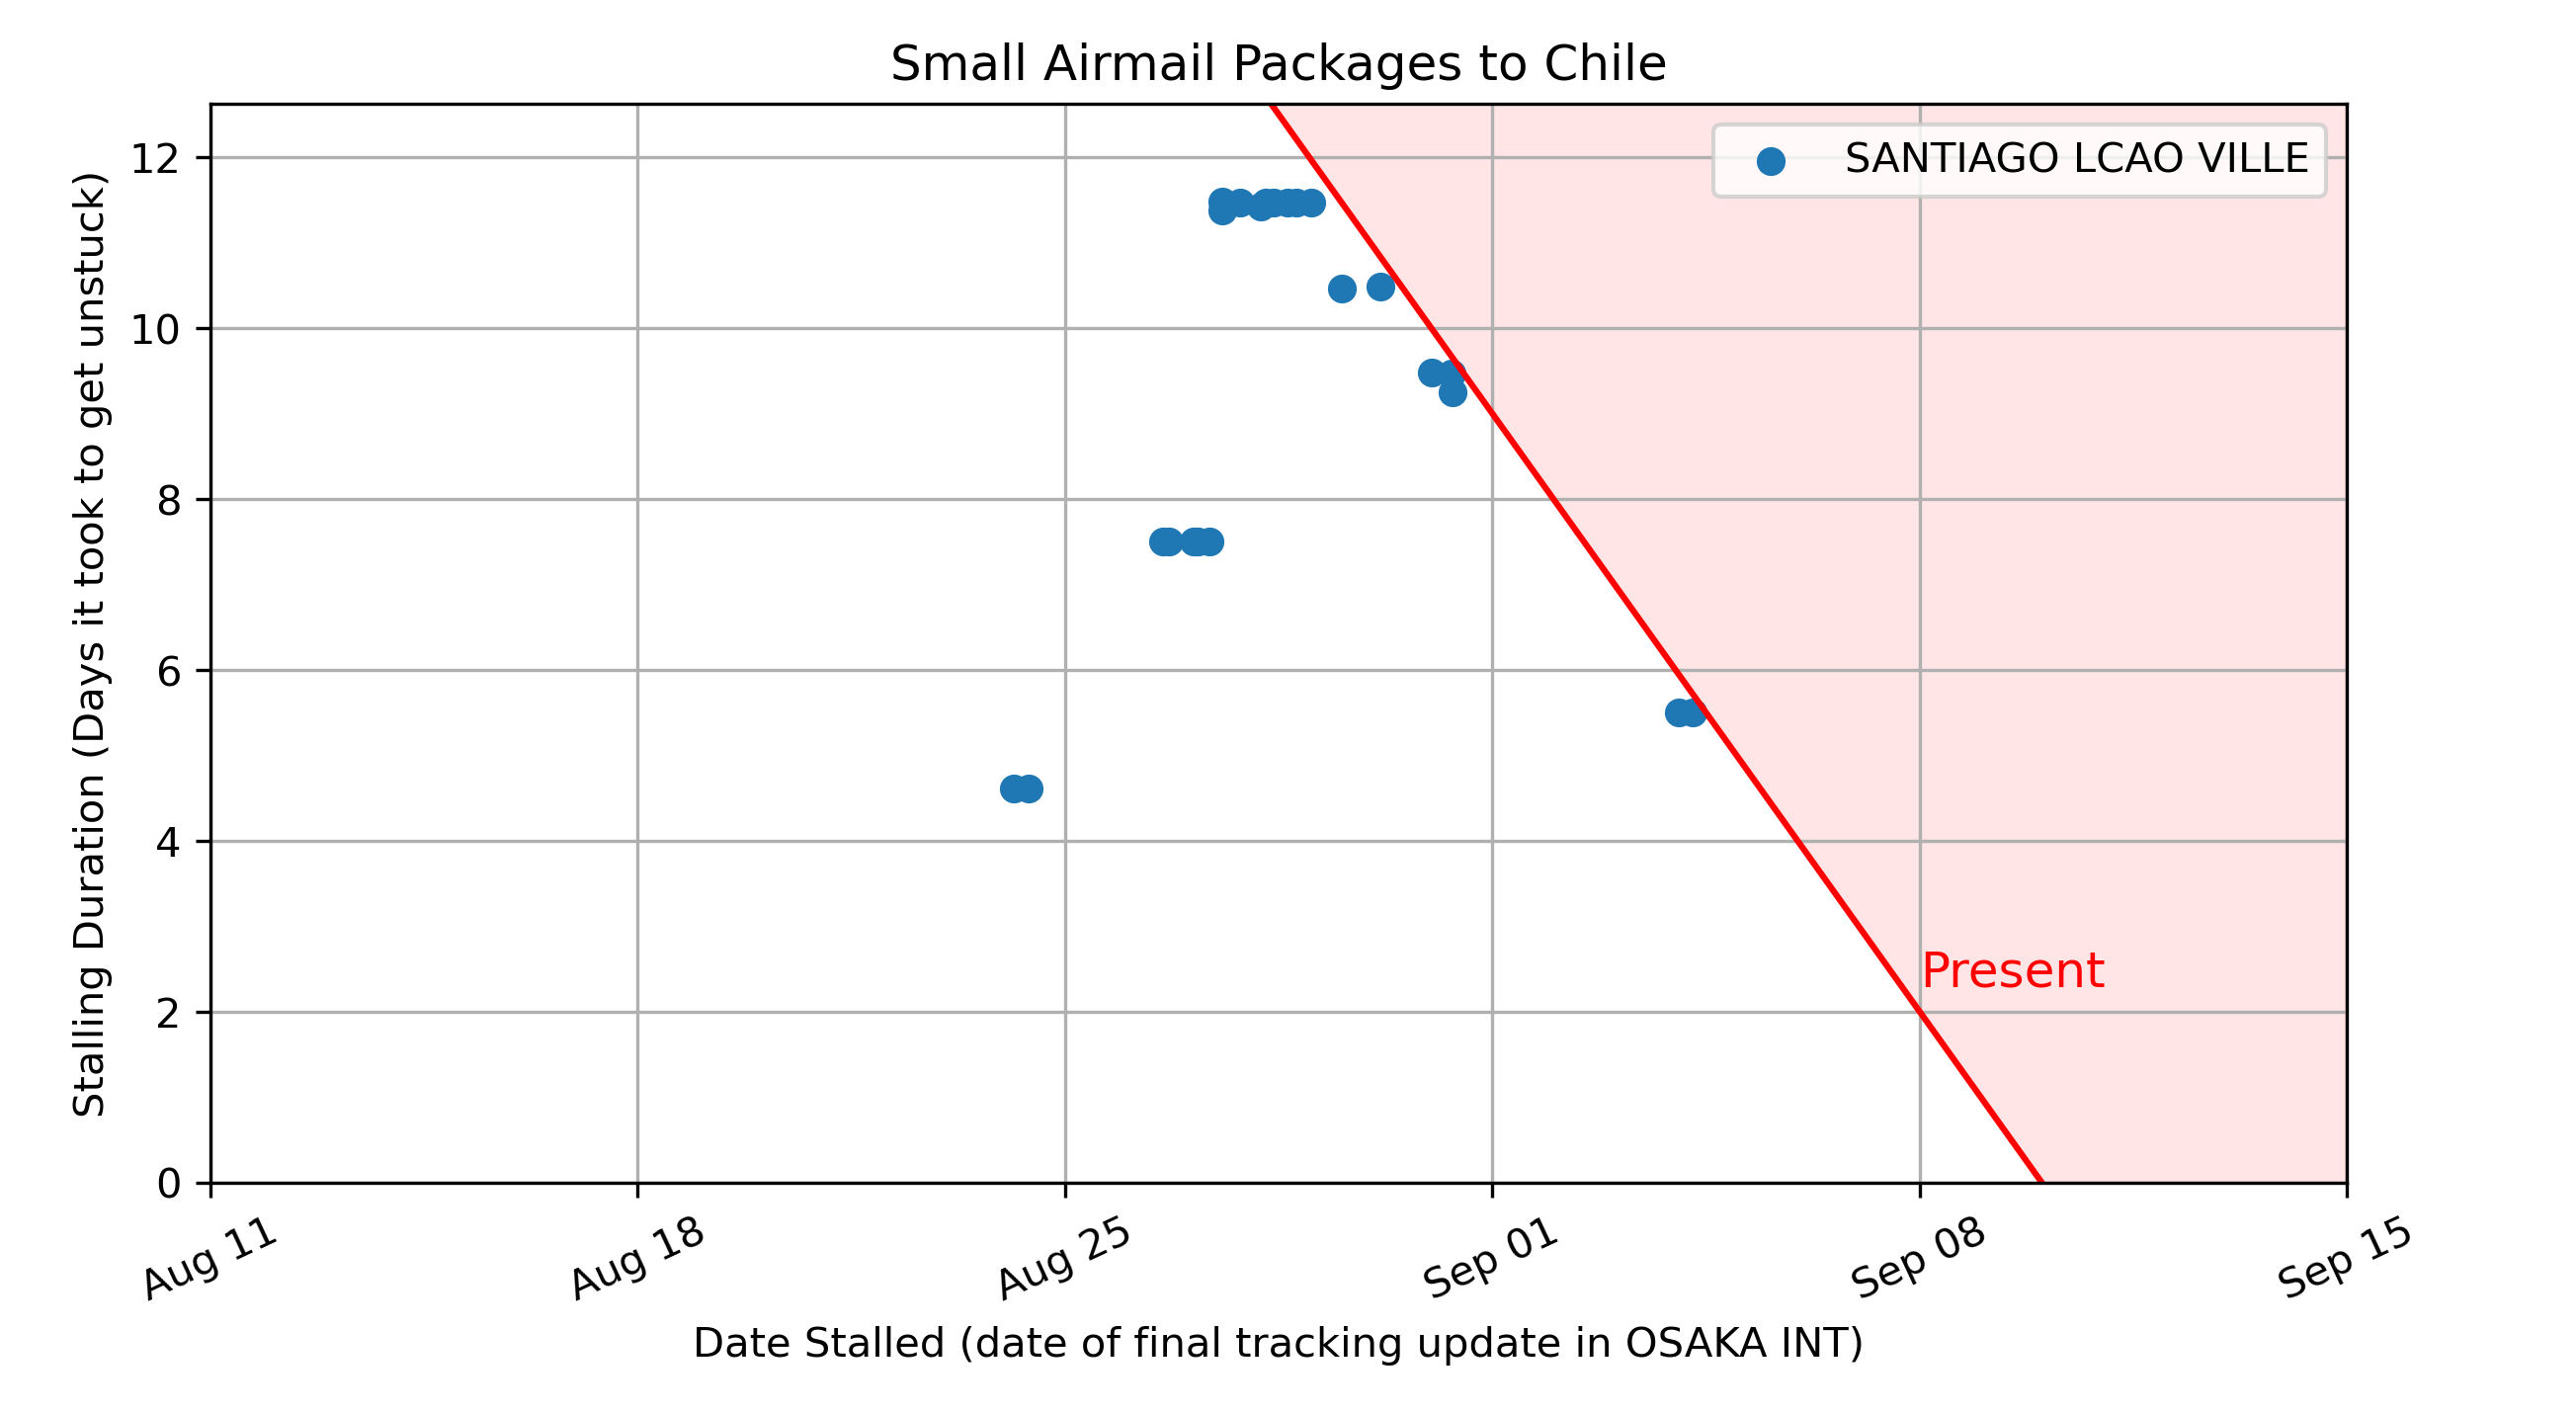 Small Airmail Packages to Chile
SANTIAGO LCAO VILLE
Stalling Duration (Days it took to get unstuck)
12
10
8
6
4
2
0
Present
Aug 11
Aug 18
Aug 25
Sep 01
Sep 08
Sep 15
Date Stalled (date of final tracking update in OSAKA INT)